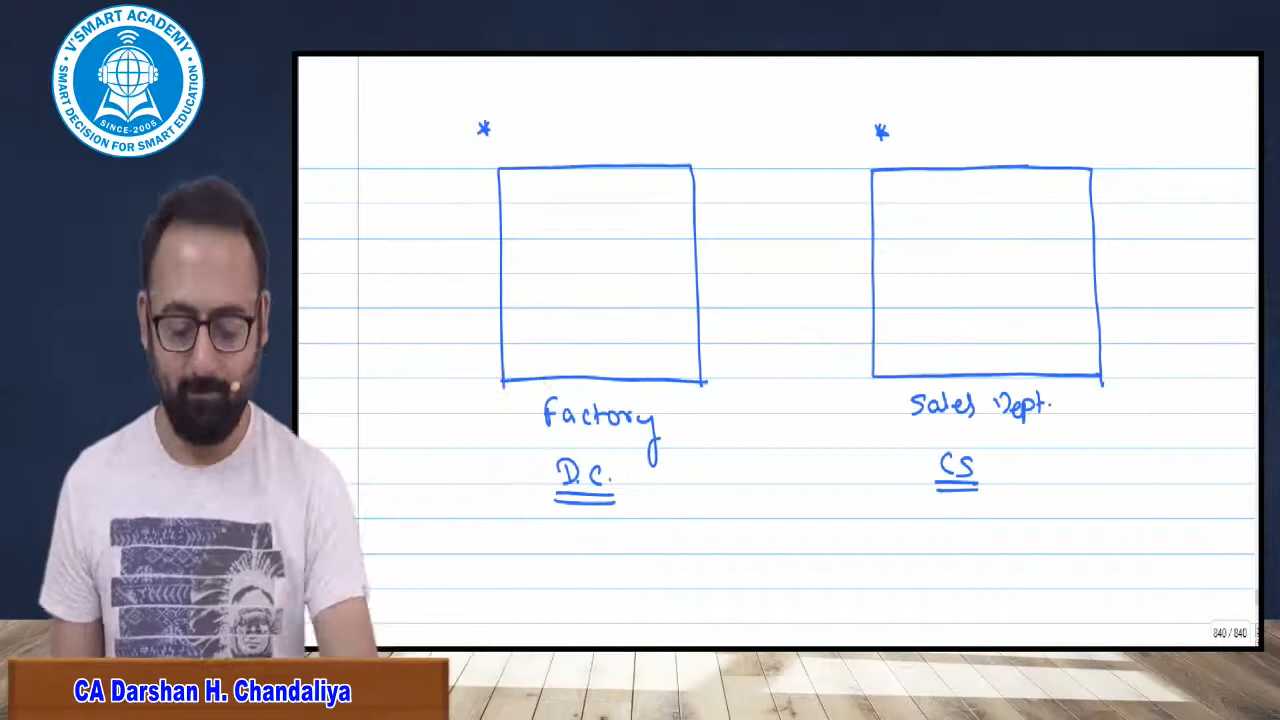 V'SMART ACADEMY
SINCE-2005
SMART DECISION FOR SMART EDUCATION
*
*
Factory
Sales Dept.
D.C.
CS
840 / 840
CA Darshan H. Chandaliya